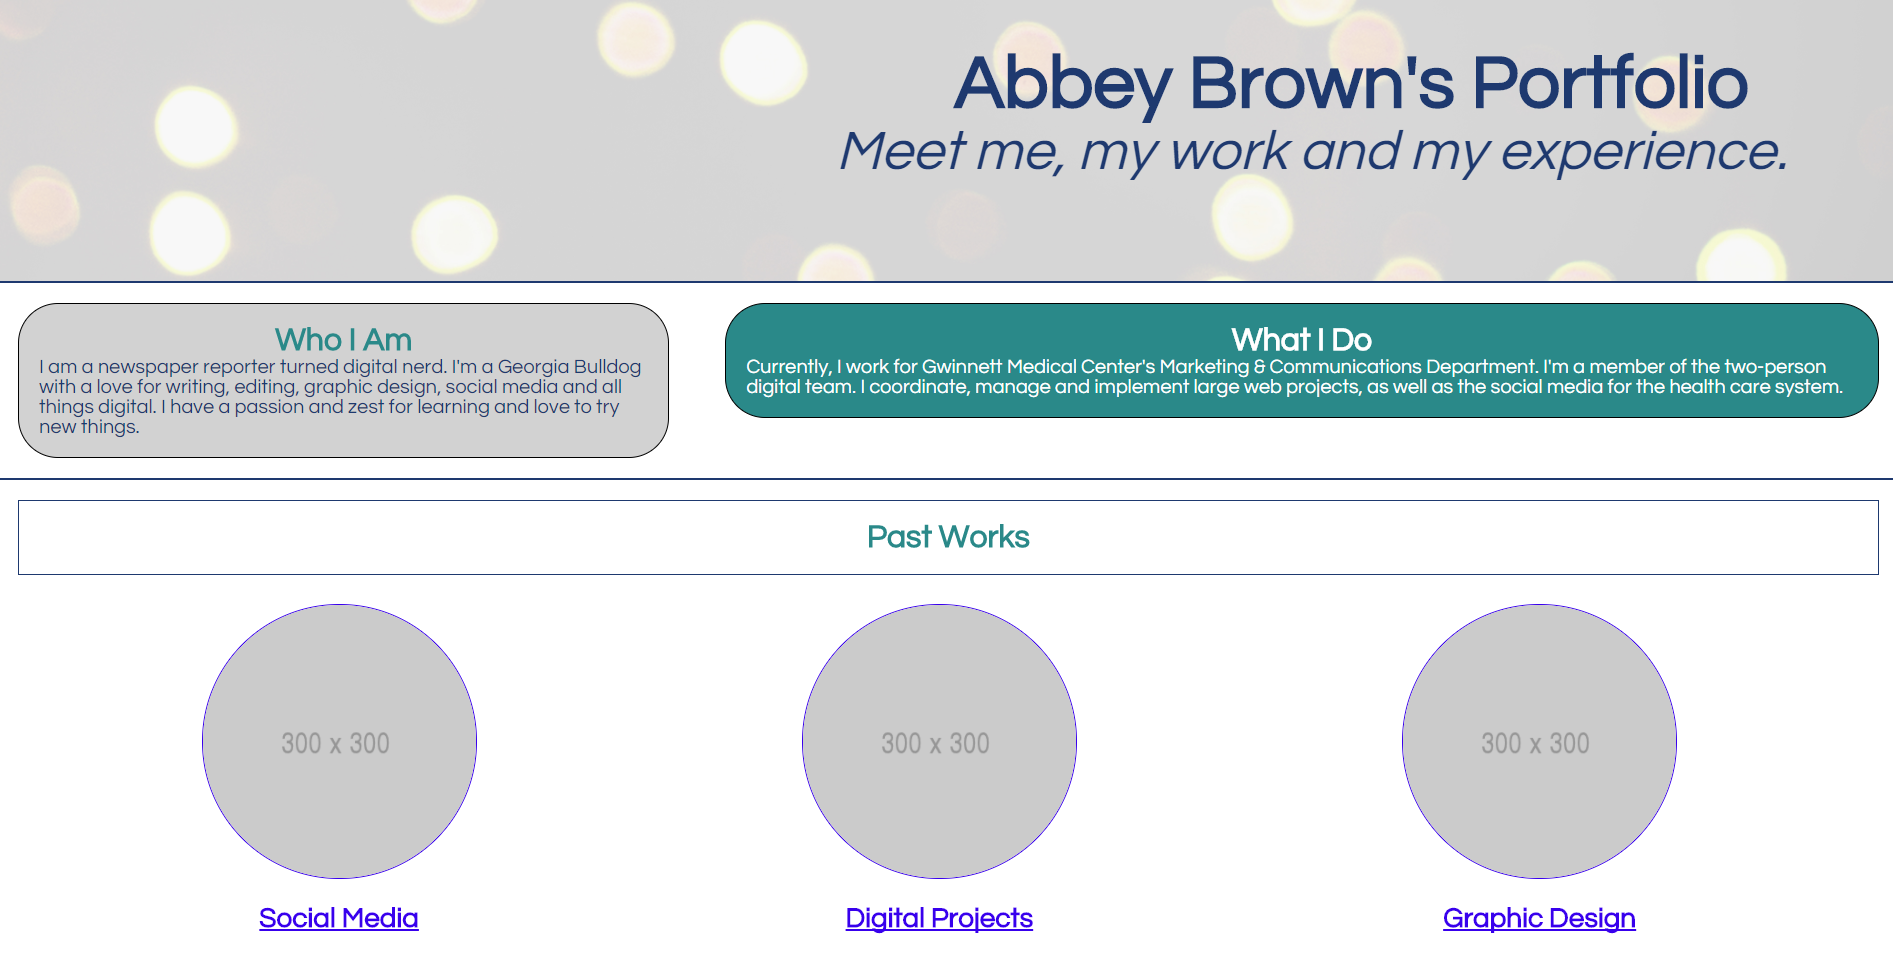 Abbey Brown's Portfolio
Meet me, my work and my experience.
Who I Am
I am a newspaper reporter turned digital nerd. I'm a Georgia Bulldog
with a love for writing, editing, graphic design, social media and all
things digital. I have a passion and zest for learning and love to try
new things.
What I Do
Currently, I work for Gwinnett Medical Center's Marketing & Communications Department. I'm a member of the two-person
digital team. I coordinate, manage and implement large web projects, as well as the social media for the health care system.
Past Works
300 x 300
300 x 300
300 x 300
Social Media
Digital Projects
Graphic Design